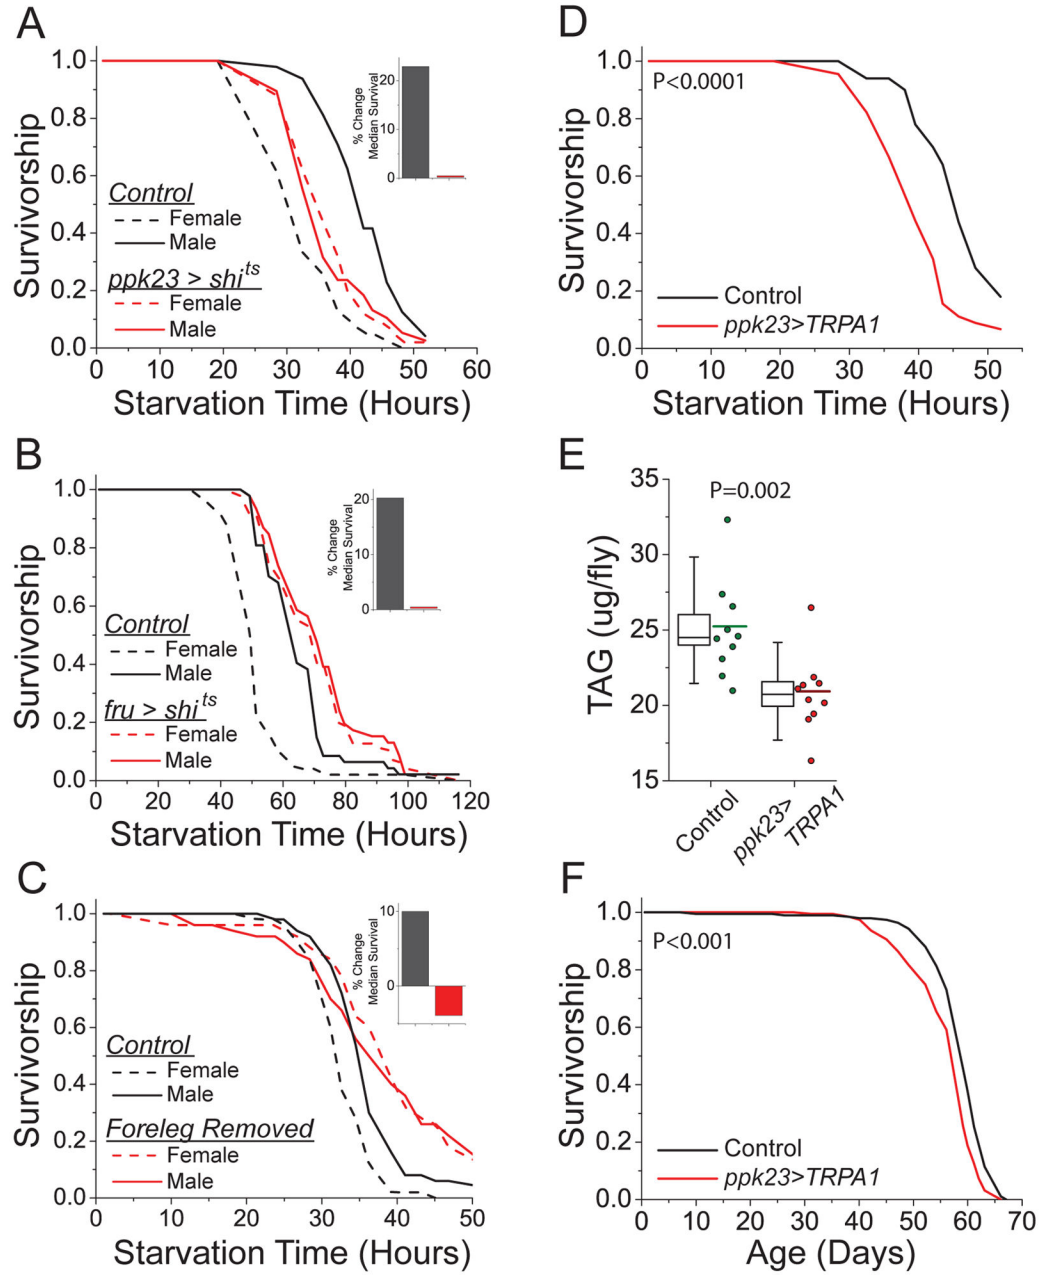 A
Survivorship
1.0
0.8
0.6
0.4
0.2
0.0
0 10 20 30 40 50 60
Starvation Time (Hours)
Control
Female
Male
ppk23 > shi^ts
Female
Male
% Change
Median Survival
20
10
0
B
Survivorship
1.0
0.8
0.6
0.4
0.2
0.0
0 20 40 60 80 100 120
Starvation Time (Hours)
Control
Female
Male
fru > shi^ts
Female
Male
% Change
Median Survival
20
10
0
C
Survivorship
1.0
0.8
0.6
0.4
0.2
0.0
0 10 20 30 40 50
Starvation Time (Hours)
Control
Female
Male
Foreleg Removed
Female
Male
% Change
Median Survival
10
0
D
Survivorship
1.0
0.8
0.6
0.4
0.2
0.0
0 10 20 30 40 50
Starvation Time (Hours)
P<0.0001
Control
ppk23>TRPA1
E
TAG (ug/fly)
35
30
25
20
15
P=0.002
Control
ppk23>
TRPA1
F
Survivorship
1.0
0.8
0.6
0.4
0.2
0.0
0 10 20 30 40 50 60 70
Age (Days)
P<0.001
Control
ppk23>TRPA1